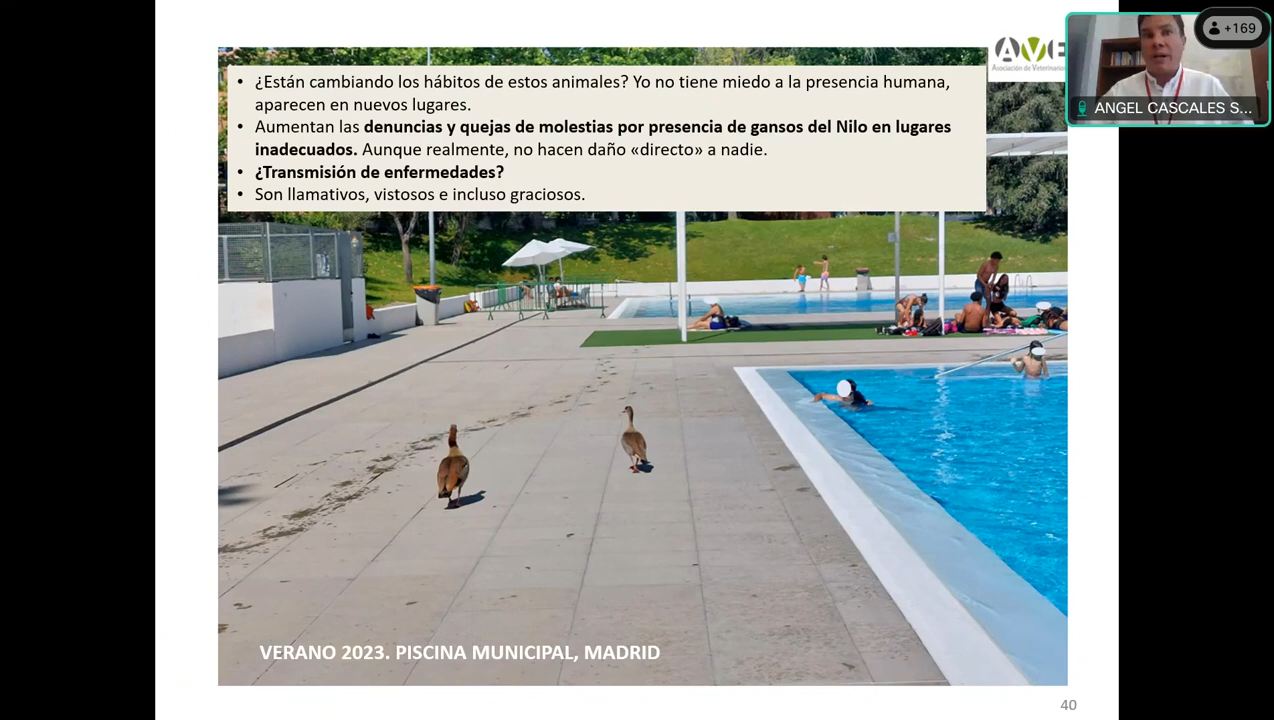 • ¿Están cambiando los hábitos de estos animales? Yo no tiene miedo a la presencia humana,
aparecen en nuevos lugares.
• Aumentan las denuncias y quejas de molestias por presencia de gansos del Nilo en lugares
inadecuados. Aunque realmente, no hacen daño «directo» a nadie.
• ¿Transmisión de enfermedades?
• Son llamativos, vistosos e incluso graciosos.
AVE
Asociación de Veterinarios
+169
ANGEL CASCALES S...
VERANO 2023. PISCINA MUNICIPAL, MADRID
40